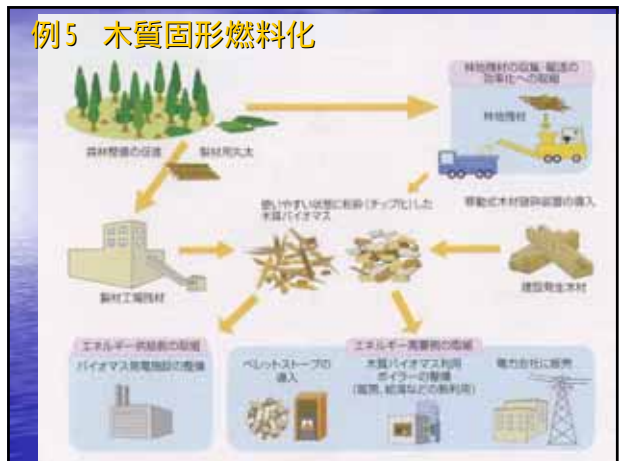 例5 木質固形燃料化
林地残材の収集・輸送の
効率化への取組
林地残材
森林整備の促進
製材用丸太
使いやすい状態に粉砕(チップ化)した
木質バイオマス
移動式木材破砕装置の導入
製材工場残材
建設発生木材
エネルギー供給側の取組
バイオマス発電施設の整備
エネルギー需要側の取組
ペレットストーブの
導入
木質バイオマス利用
ボイラーの整備
(暖房、給湯などの熱利用)
電力会社に販売